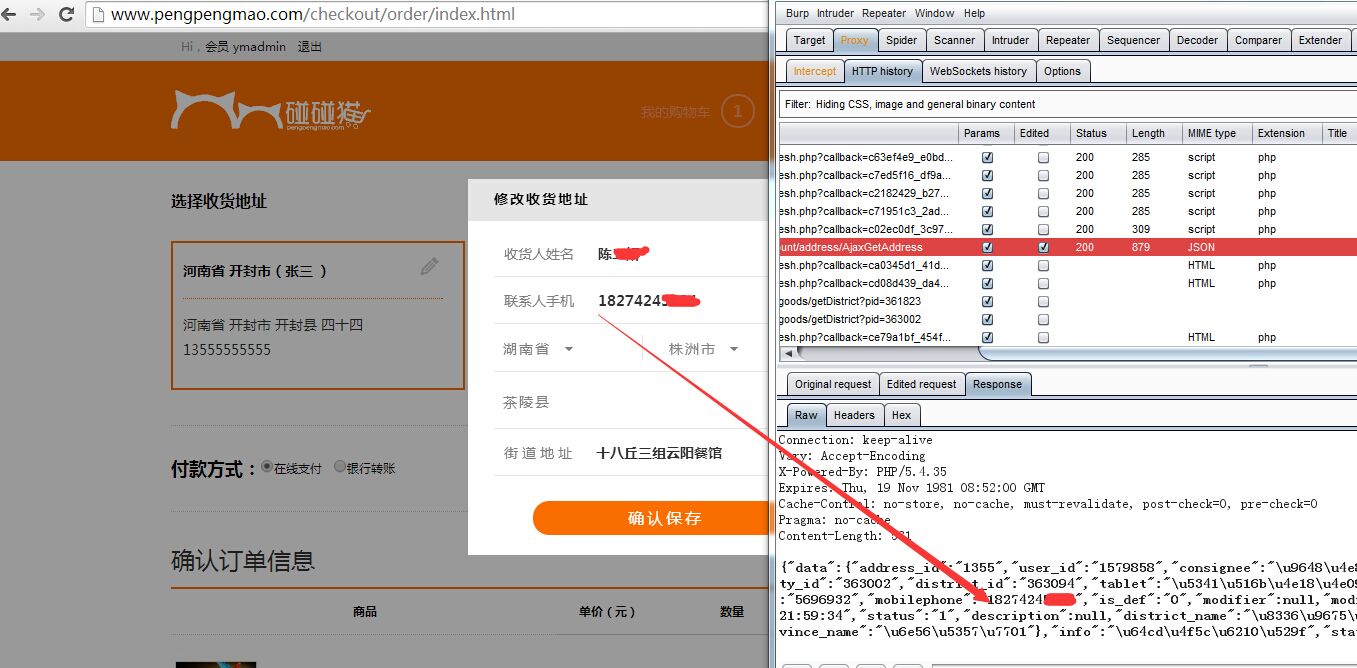 www.pengpengmao.com/checkout/order/index.html
Hi , 会员 ymadmin 退出
碰碰猫
pengpengmao.com
我的购物车 1
选择收货地址
河南省 开封市 ( 张三 )
河南省 开封市 开封县 四十四
13555555555
付款方式：在线支付 银行转账
确认订单信息
商品 单价 ( 元 ) 数量
修改收货地址
收货人姓名 陈
联系人手机 18274245
湖南省 株洲市
茶陵县
街道地址 十八丘三组云阳餐馆
确认保存
Burp Intruder Repeater Window Help
Target Proxy Spider Scanner Intruder Repeater Sequencer Decoder Comparer Extender
Intercept HTTP history WebSockets history Options
Filter: Hiding CSS, image and general binary content
Params Edited Status Length MIME type Extension Title
esh.php?callback=c63ef4e9_e0bd... 200 285 script php
esh.php?callback=c7ed5f16_df9a... 200 285 script php
esh.php?callback=c2182429_b27... 200 285 script php
esh.php?callback=c71951c3_2ad... 200 285 script php
esh.php?callback=c02ec0df_3c97... 200 309 script php
unt/address/AjaxGetAddress 200 879 JSON
esh.php?callback=ca0345d1_41d... HTML php
esh.php?callback=cd08d439_da4... HTML php
goods/getDistrict?pid=361823
goods/getDistrict?pid=363002
esh.php?callback=ce79a1bf_454f... HTML php
Original request Edited request Response
Raw Headers Hex
Connection: keep-alive
Vary: Accept-Encoding
X-Powered-By: PHP/5.4.35
Expires: Thu, 19 Nov 1981 08:52:00 GMT
Cache-Control: no-store, no-cache, must-revalidate, post-check=0, pre-check=0
Pragma: no-cache
Content-Length:
{"data":{"address_id":"1355","user_id":"1579858","consignee":"\u9648\u4e8
ty_id":"363002","district_id":"363094","tablet":"\u5341\u516b\u4e18\u4e09
:"5696932","mobilephone":"1827424 ","is_def":"0","modifier":null,"mod
21:59:34","status":"1","description":null,"district_name":"\u8336\u9675\u
vince_name":"\u6e56\u5357\u7701"},"info":"\u64cd\u4f5c\u6210\u529f","sta